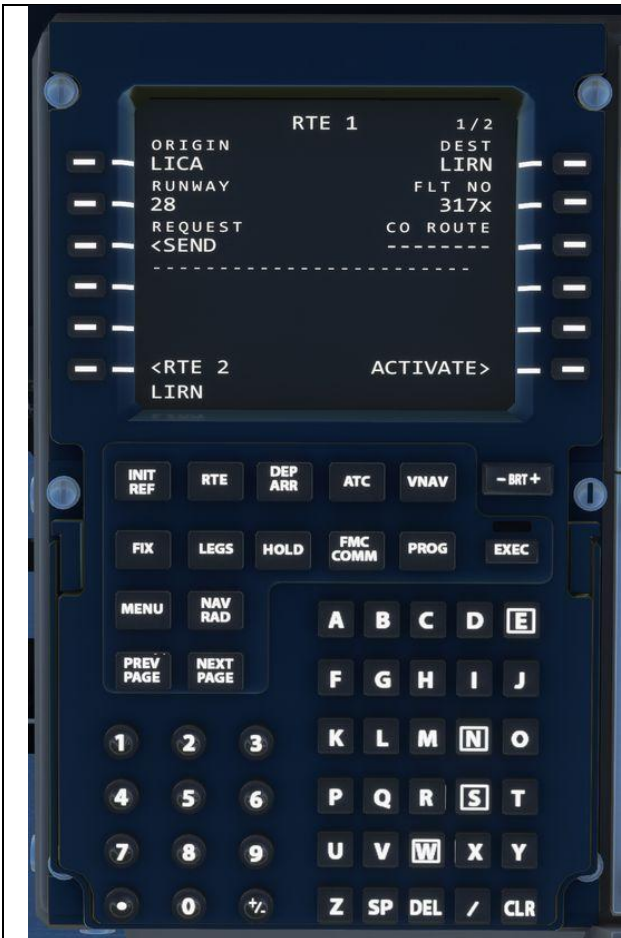 RTE 1 1/2
ORIGIN DEST
LICA LIRN
RUNWAY FLT NO
28 317x
REQUEST CO ROUTE
<SEND --------
- - - - - - - - - - - - - - - - - - - - - - - -
<RTE 2 ACTIVATE>
LIRN
INIT REF RTE DEP ARR ATC VNAV - BRT +
FIX LEGS HOLD FMC COMM PROG EXEC
MENU NAV RAD A B C D E
PREV PAGE NEXT PAGE F G H I J
1 2 3 K L M N O
4 5 6 P Q R S T
7 8 9 U V W X Y
. 0 +/- Z SP DEL / CLR